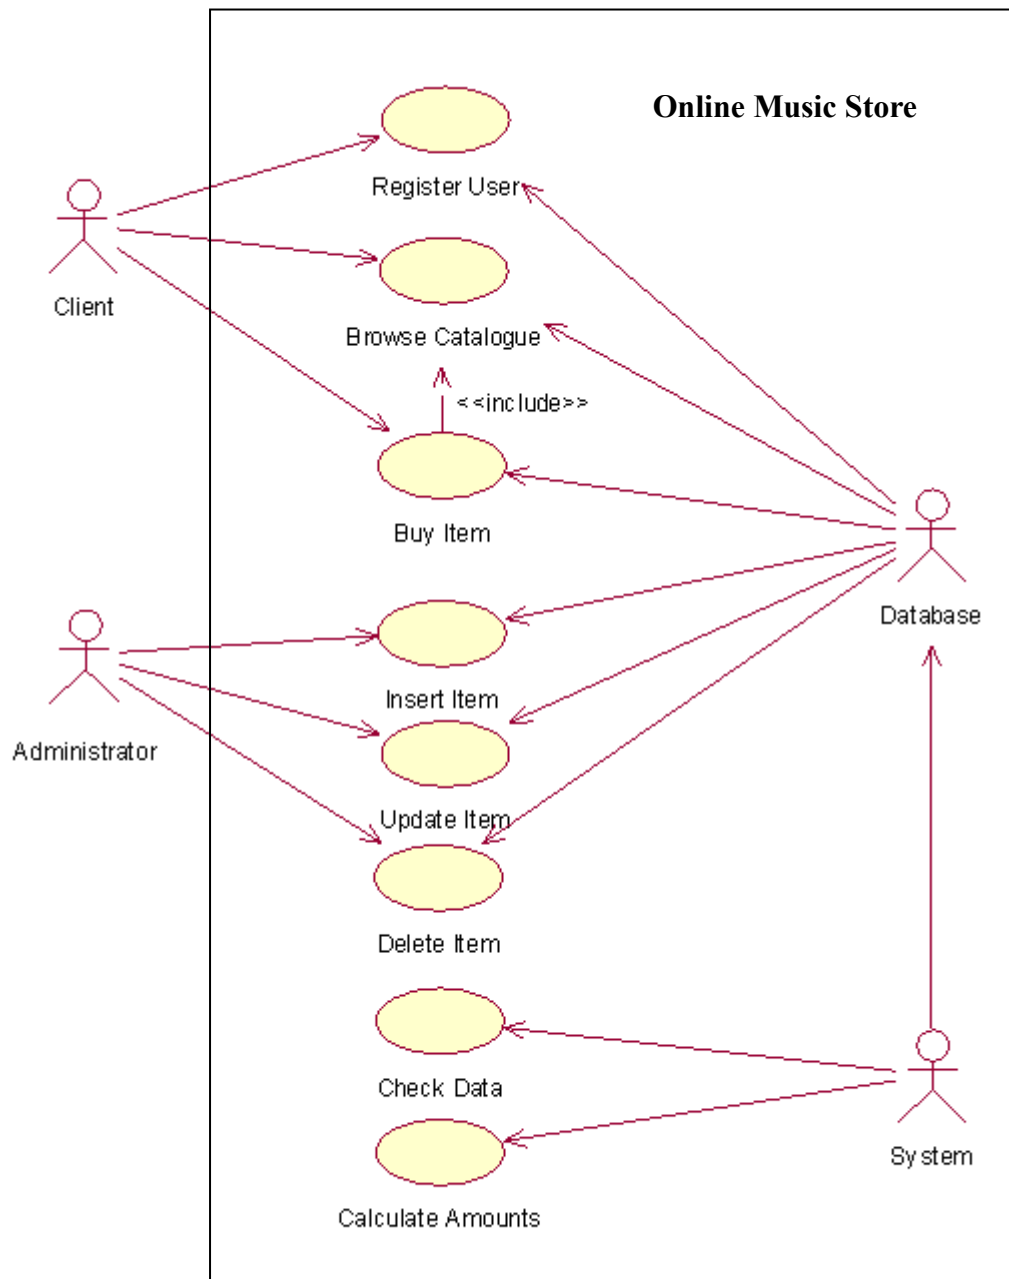 Online Music Store
Register User
Client
Browse Catalogue
<<include>>
Buy Item
Database
Insert Item
Administrator
Update Item
Delete Item
Check Data
System
Calculate Amounts